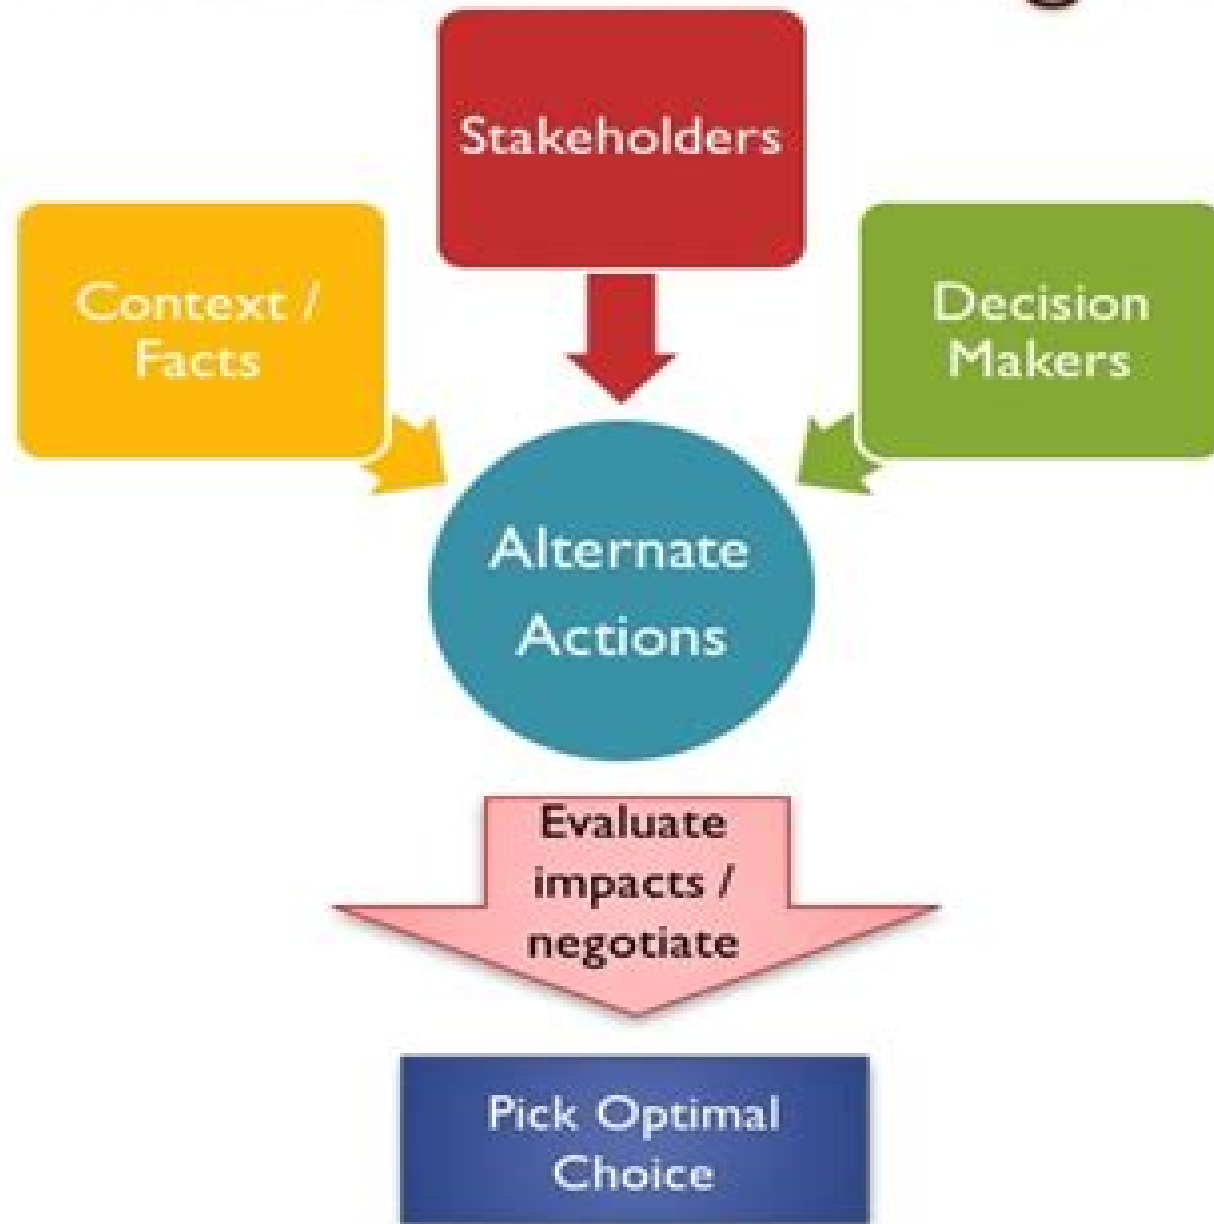 Stakeholders
Context /
Facts
Decision
Makers
Alternate
Actions
Evaluate
impacts /
negotiate
Pick Optimal
Choice